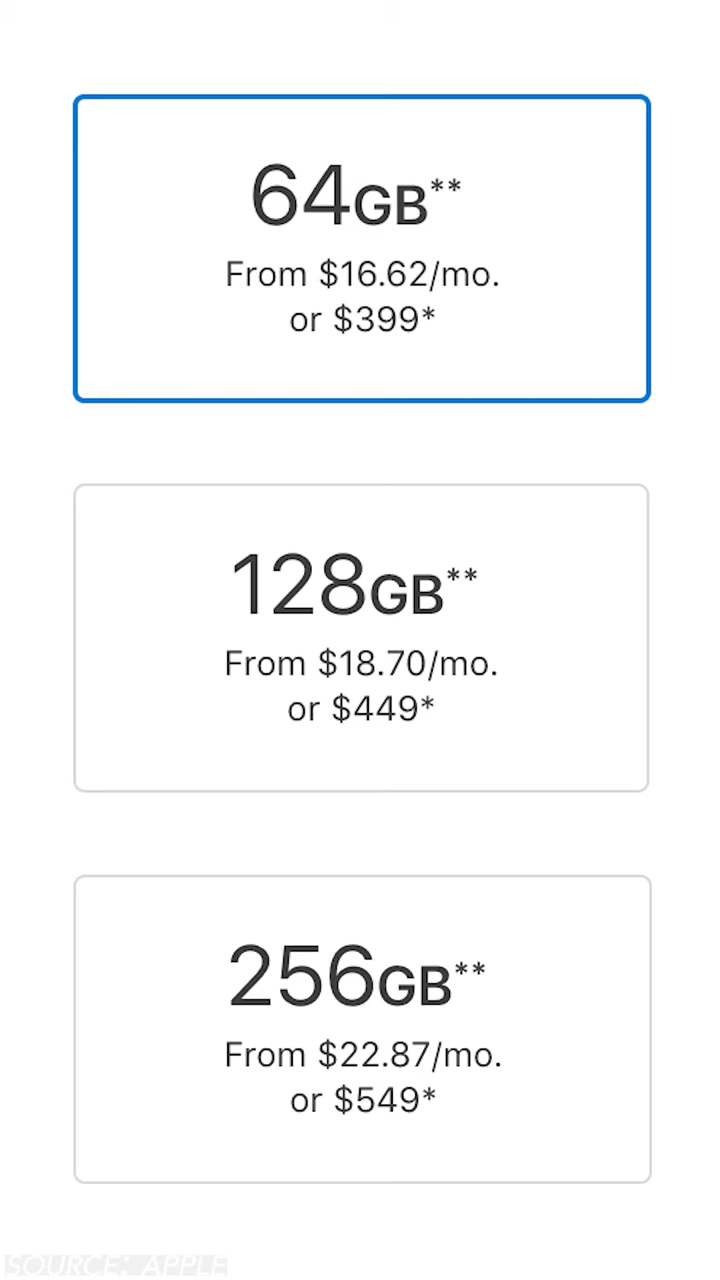 64GB**
From $16.62/mo.
or $399*
128GB**
From $18.70/mo.
or $449*
256GB**
From $22.87/mo.
or $549*
SOURCE: APPLE